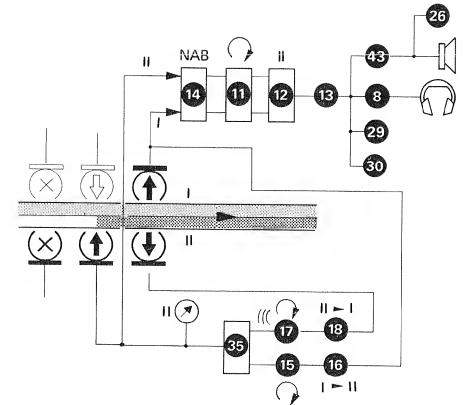 26
II NAB II
43
14 11 12 13 8
I
29
30
I
II
II
17 18 II ▸ I
35
15 16
I ▸ II